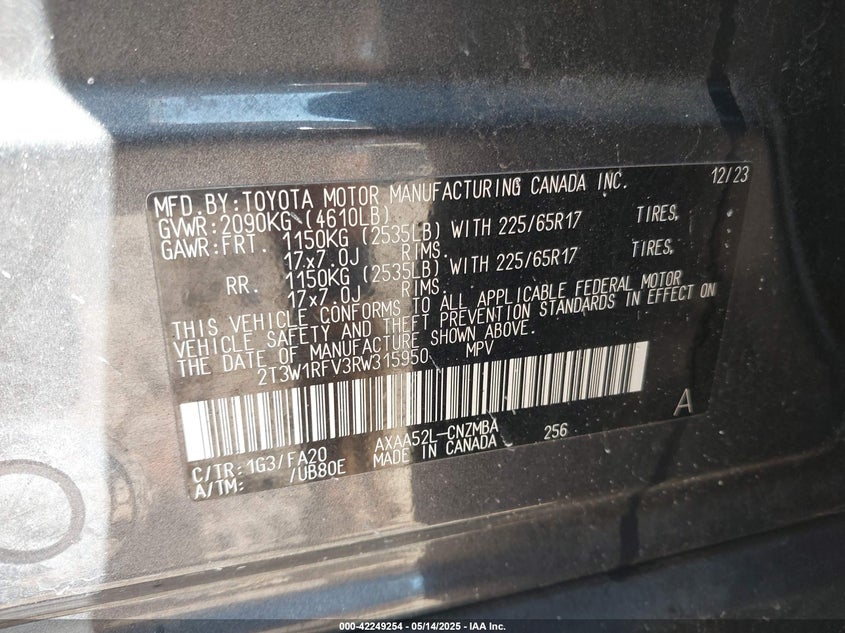 MFD.BY:TOYOTA MOTOR MANUFACTURING CANADA INC. 12/23
GVWR:2090KG (4610LB)
GAWR:FRT. 1150KG (2535LB) WITH 225/65R17 TIRES,
17x7.0J RIMS.
RR. 1150KG (2535LB) WITH 225/65R17 TIRES,
17x7.0J RIMS.
THIS VEHICLE CONFORMS TO ALL APPLICABLE FEDERAL MOTOR
VEHICLE SAFETY AND THEFT PREVENTION STANDARDS IN EFFECT ON
THE DATE OF MANUFACTURE SHOWN ABOVE.
2T3W1RFV3RW315950 MPV
A
C/TR:1G3/FA20 AXAA52L-CNZMBA 256
A/TM: /UB80E MADE IN CANADA
000-42249254 - 05/14/2025 - IAA Inc.